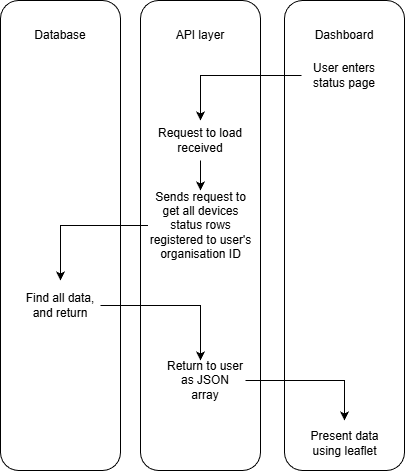 Database
API layer
Dashboard
User enters
status page
Request to load
received
Sends request to
get all devices
status rows
registered to user's
organisation ID
Find all data,
and return
Return to user
as JSON
array
Present data
using leaflet